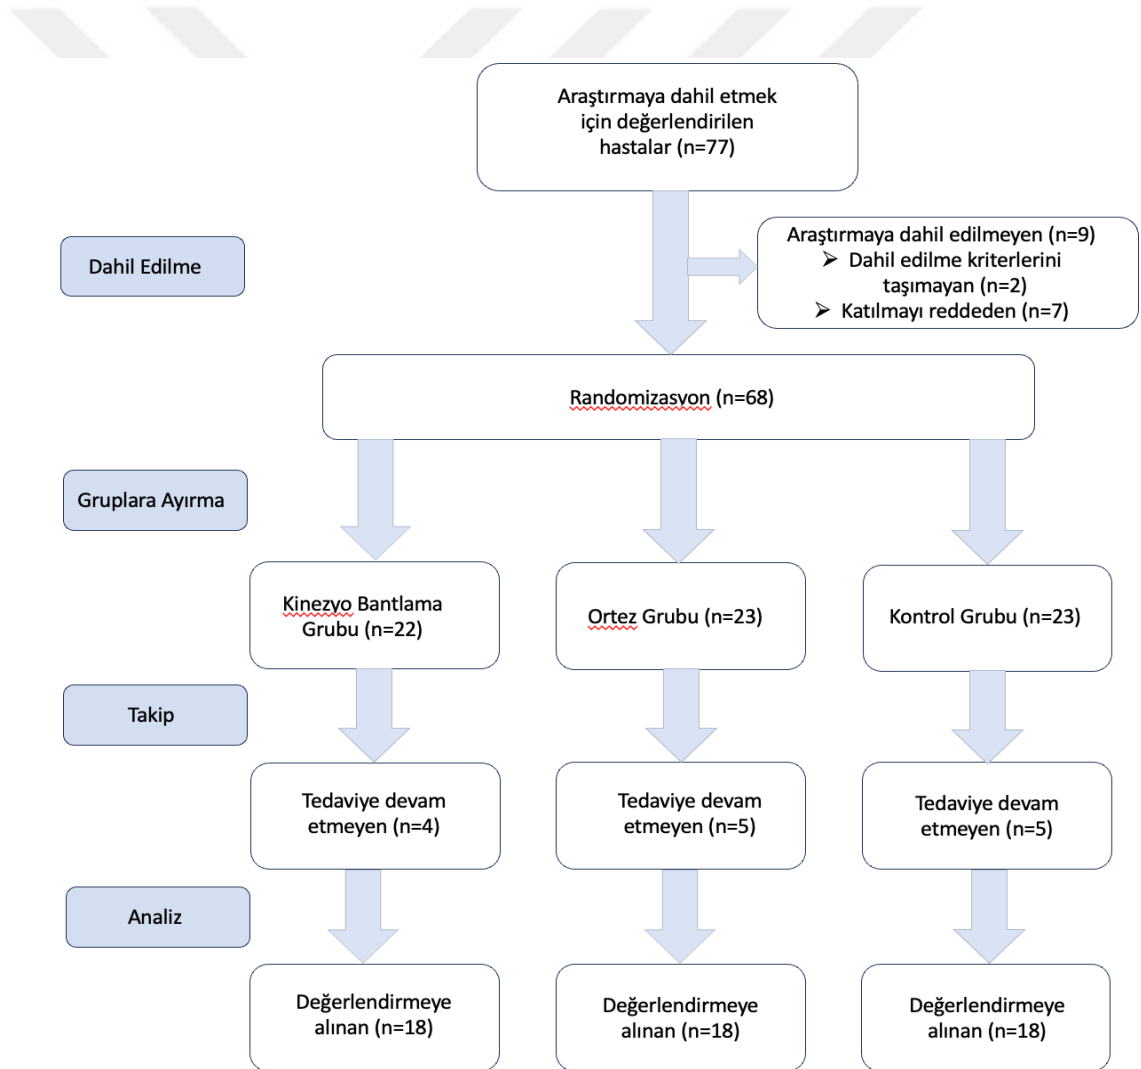 Araştırmaya dahil etmek
için değerlendirilen
hastalar (n=77)
Dahil Edilme
Araştırmaya dahil edilmeyen (n=9)
➢ Dahil edilme kriterlerini
taşımayan (n=2)
➢ Katılmayı reddeden (n=7)
Randomizasyon (n=68)
Gruplara Ayırma
Kinezyo Bantlama
Grubu (n=22)
Ortez Grubu (n=23)
Kontrol Grubu (n=23)
Takip
Tedaviye devam
etmeyen (n=4)
Tedaviye devam
etmeyen (n=5)
Tedaviye devam
etmeyen (n=5)
Analiz
Değerlendirmeye
alınan (n=18)
Değerlendirmeye
alınan (n=18)
Değerlendirmeye
alınan (n=18)